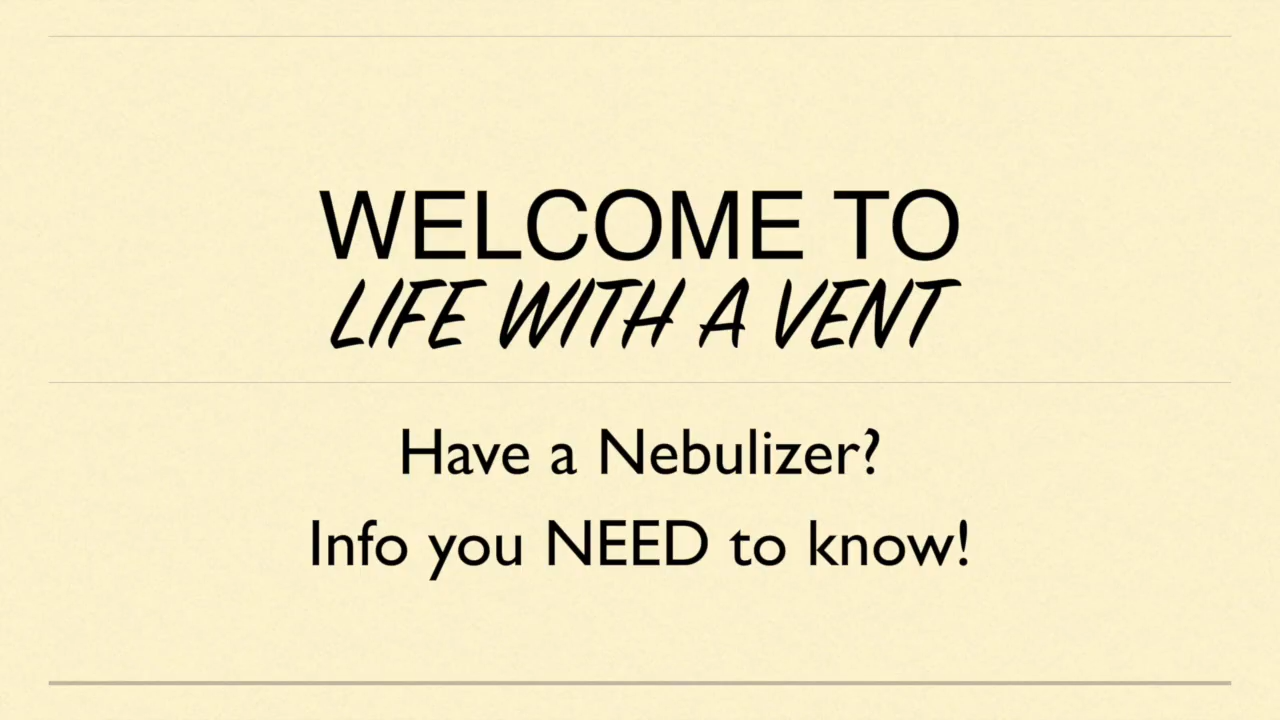 WELCOME TO
LIFE WITH A VENT
Have a Nebulizer?
Info you NEED to know!